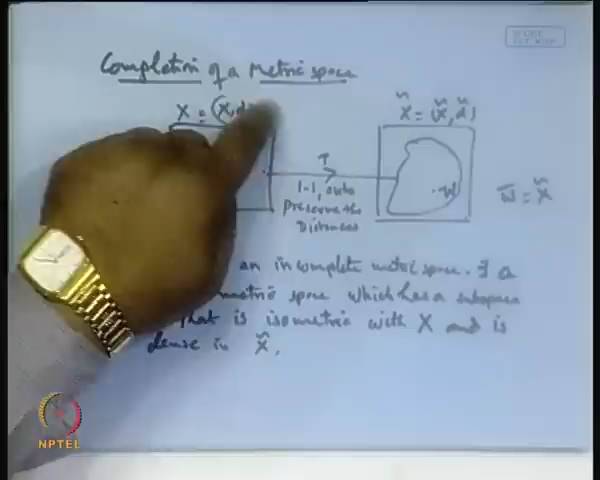 Completion of a Metric space
X = (X, d
X̃ = (X̃, d̃)
T
1-1, onto
Preserve the
Distances
W
W̄ = X̃
an incomplete metric space. ∃ a
metric space which has a subspace
that is isometric with X and is
dense in X̃.
NPTEL